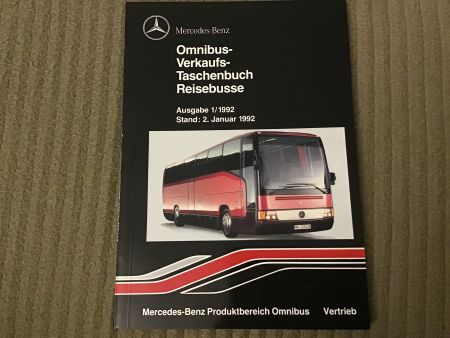 Mercedes-Benz
Omnibus-
Verkaufs-
Taschenbuch
Reisebusse
Ausgabe 1/1992
Stand: 2. Januar 1992
Mercedes-Benz Produktbereich Omnibus Vertrieb